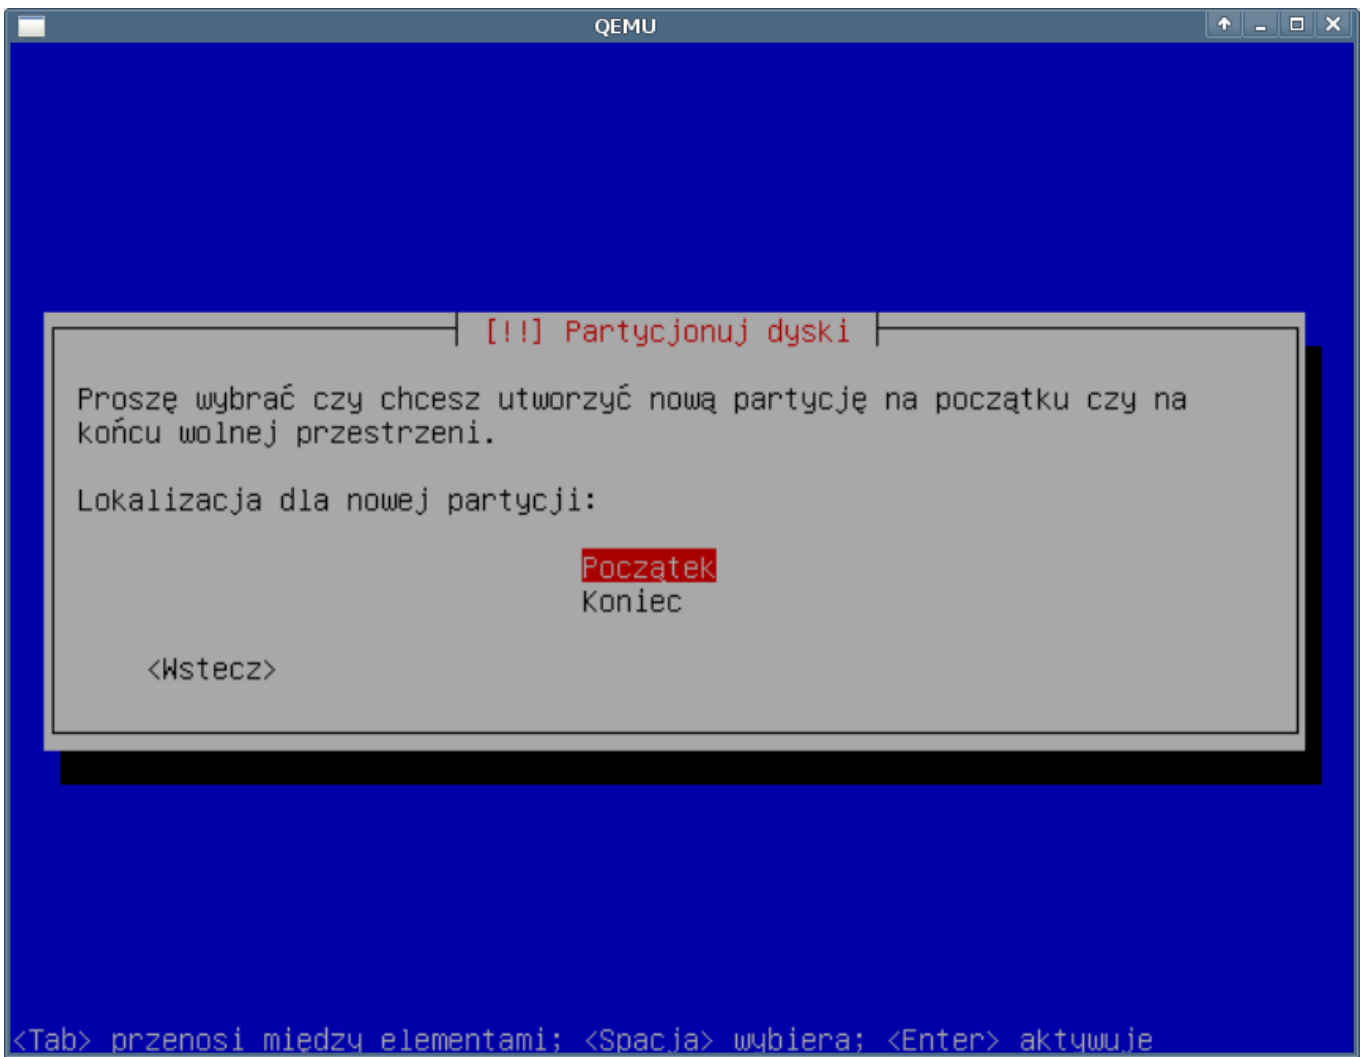 QEMU
[!!] Partycjonuj dyski
Proszę wybrać czy chcesz utworzyć nową partycję na początku czy na
końcu wolnej przestrzeni.
Lokalizacja dla nowej partycji:
Początek
Koniec
<Wstecz>
<Tab> przenosi między elementami; <Spacja> wybiera; <Enter> aktywuje